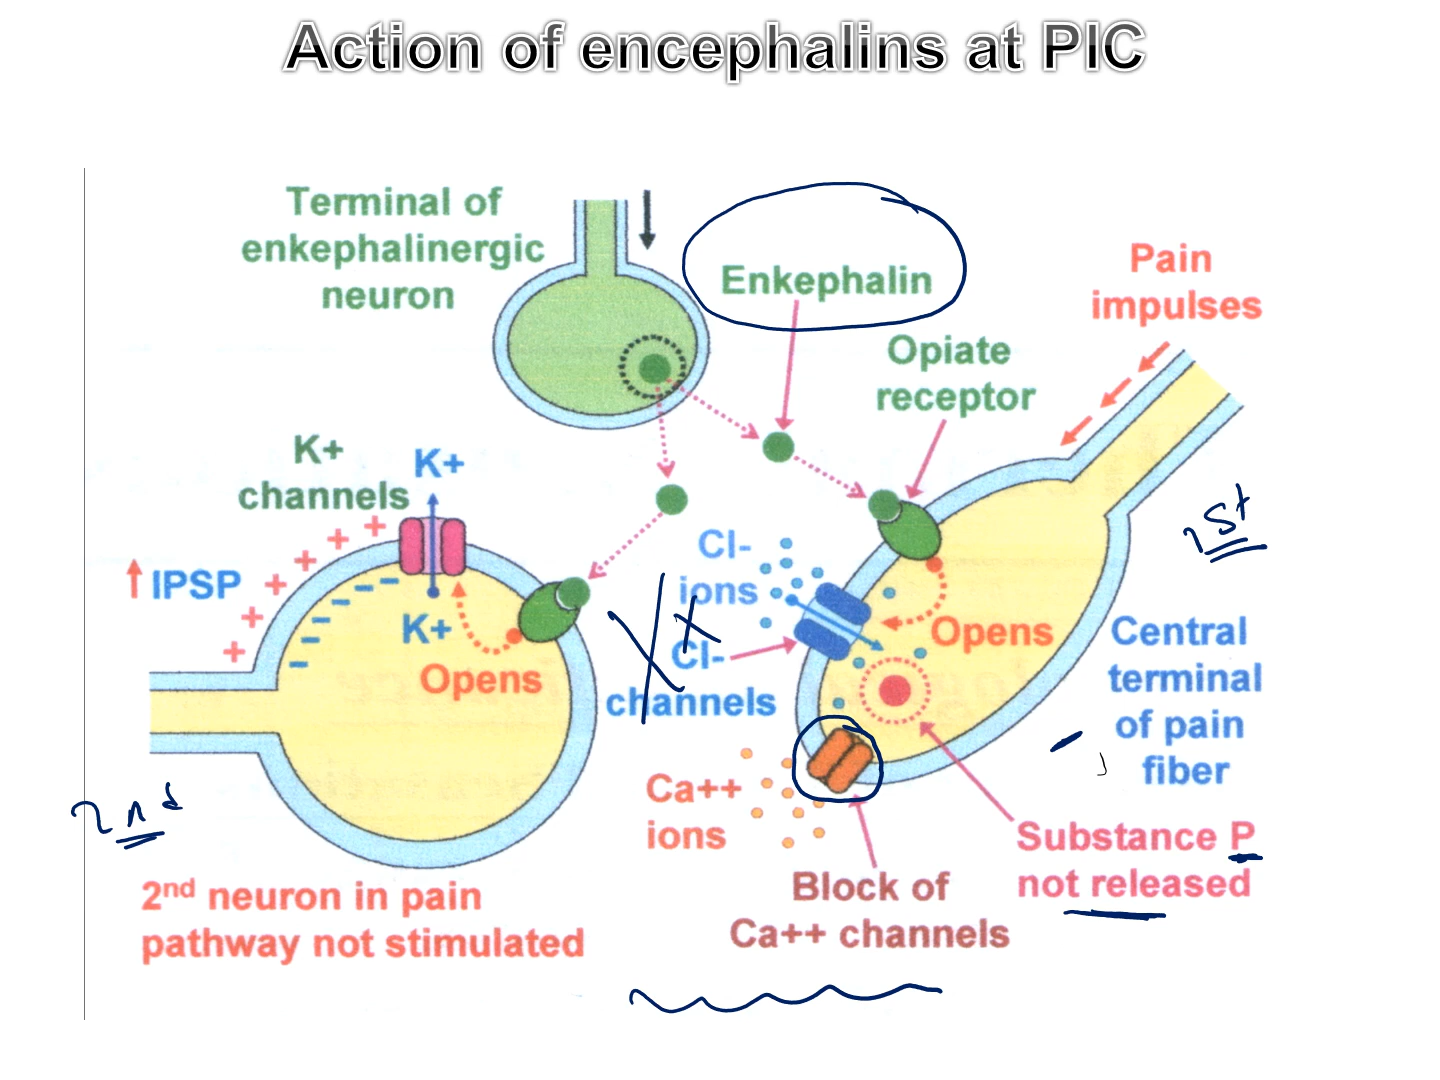 Action of encephalins at PIC
Terminal of
enkephalinergic
neuron
Enkephalin
Pain
impulses
Opiate
receptor
K+
channels
K+
IPSP
K+
Opens
Cl-
ions
Cl-
channels
Opens
1st
Central
terminal
of pain
fiber
Ca++
ions
2nd
Substance P
not released
Block of
Ca++ channels
2nd neuron in pain
pathway not stimulated